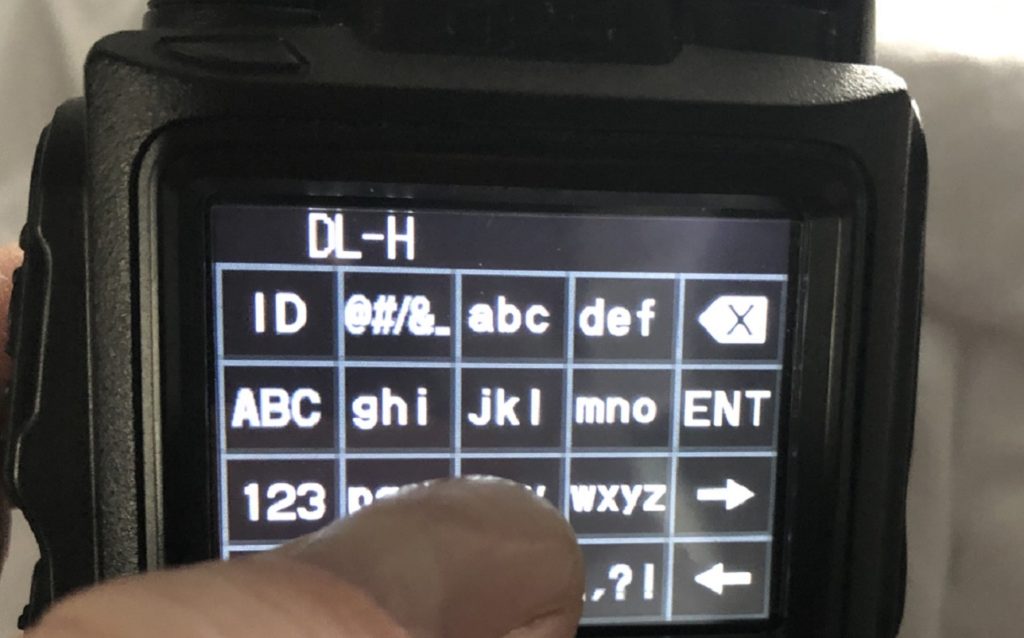 DL-H
ID @#/&_ abc def X
ABC ghi jkl mno ENT
123 wxyz →
,?! ←